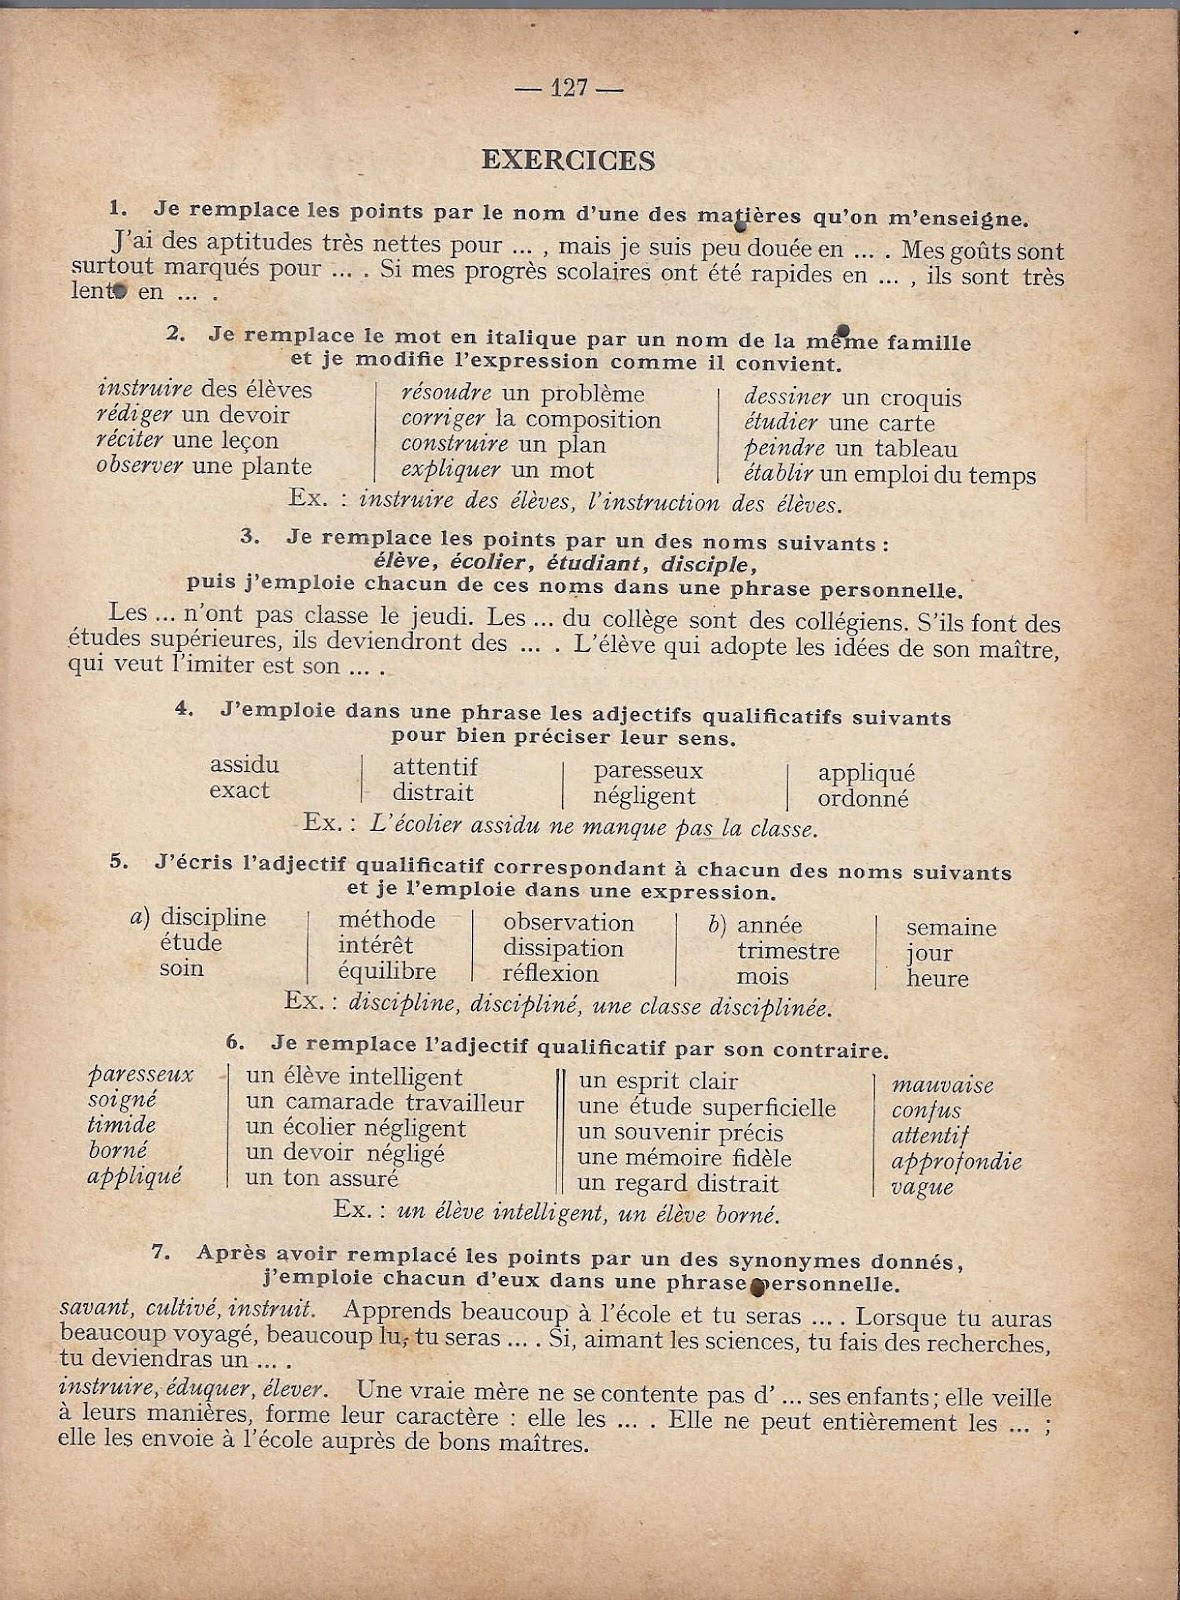 — 127 —
EXERCICES
1. Je remplace les points par le nom d'une des matières qu'on m'enseigne.
J'ai des aptitudes très nettes pour ... , mais je suis peu douée en ... . Mes goûts sont
surtout marqués pour ... . Si mes progrès scolaires ont été rapides en ... , ils sont très
lents en ... .
2. Je remplace le mot en italique par un nom de la même famille
et je modifie l'expression comme il convient.
instruire des élèves | résoudre un problème | dessiner un croquis
rédiger un devoir | corriger la composition | étudier une carte
réciter une leçon | construire un plan | peindre un tableau
observer une plante | expliquer un mot | établir un emploi du temps
Ex. : instruire des élèves, l'instruction des élèves.
3. Je remplace les points par un des noms suivants :
élève, écolier, étudiant, disciple,
puis j'emploie chacun de ces noms dans une phrase personnelle.
Les ... n'ont pas classe le jeudi. Les ... du collège sont des collégiens. S'ils font des
études supérieures, ils deviendront des ... . L'élève qui adopte les idées de son maître,
qui veut l'imiter est son ... .
4. J'emploie dans une phrase les adjectifs qualificatifs suivants
pour bien préciser leur sens.
assidu | attentif | paresseux | appliqué
exact | distrait | négligent | ordonné
Ex. : L'écolier assidu ne manque pas la classe.
5. J'écris l'adjectif qualificatif correspondant à chacun des noms suivants
et je l'emploie dans une expression.
a) discipline | méthode | observation | b) année | semaine
étude | intérêt | dissipation | trimestre | jour
soin | équilibre | réflexion | mois | heure
Ex. : discipline, discipliné, une classe disciplinée.
6. Je remplace l'adjectif qualificatif par son contraire.
paresseux | un élève intelligent || un esprit clair | mauvaise
soigné | un camarade travailleur || une étude superficielle | confus
timide | un écolier négligent || un souvenir précis | attentif
borné | un devoir négligé || une mémoire fidèle | approfondie
appliqué | un ton assuré || un regard distrait | vague
Ex. : un élève intelligent, un élève borné.
7. Après avoir remplacé les points par un des synonymes donnés,
j'emploie chacun d'eux dans une phrase personnelle.
savant, cultivé, instruit. Apprends beaucoup à l'école et tu seras ... . Lorsque tu auras
beaucoup voyagé, beaucoup lu, tu seras ... . Si, aimant les sciences, tu fais des recherches,
tu deviendras un ... .
instruire, éduquer, élever. Une vraie mère ne se contente pas d' ... ses enfants ; elle veille
à leurs manières, forme leur caractère : elle les ... . Elle ne peut entièrement les ... ;
elle les envoie à l'école auprès de bons maîtres.